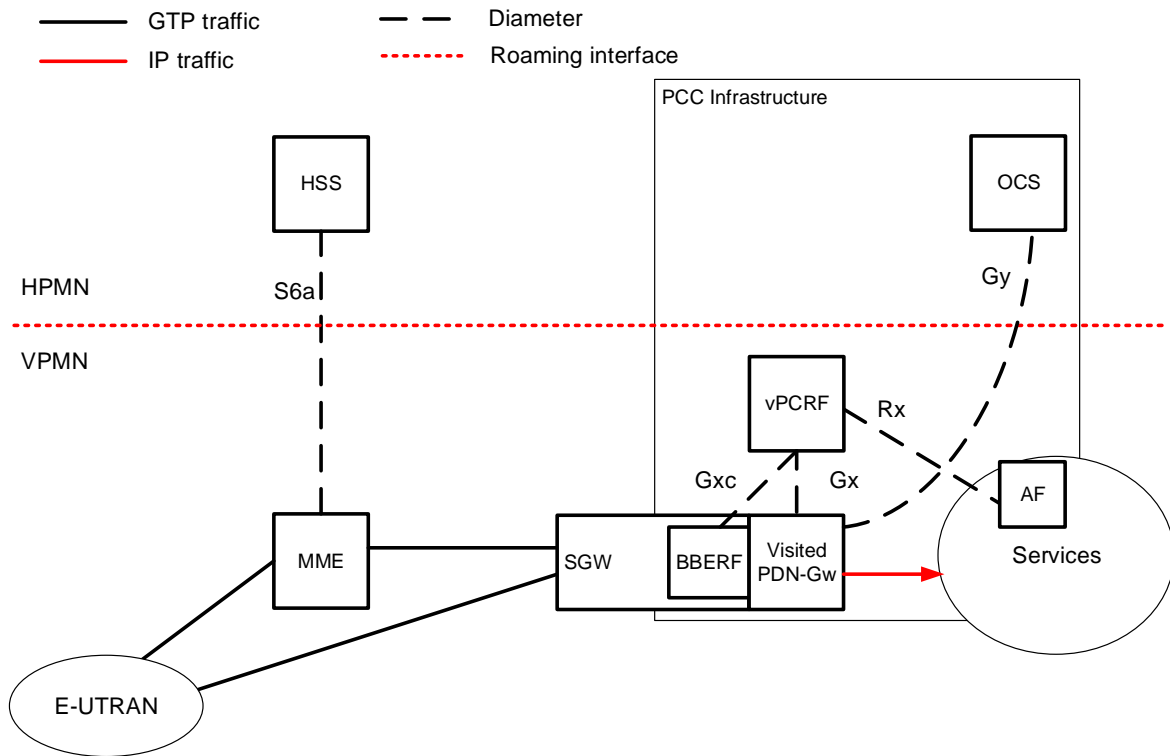 GTP traffic
Diameter
IP traffic
Roaming interface
PCC Infrastructure
HSS
OCS
HPMN
S6a
Gy
VPMN
vPCRF
Rx
Gxc
Gx
AF
MME
SGW
BBERF
Visited
PDN-Gw
Services
E-UTRAN